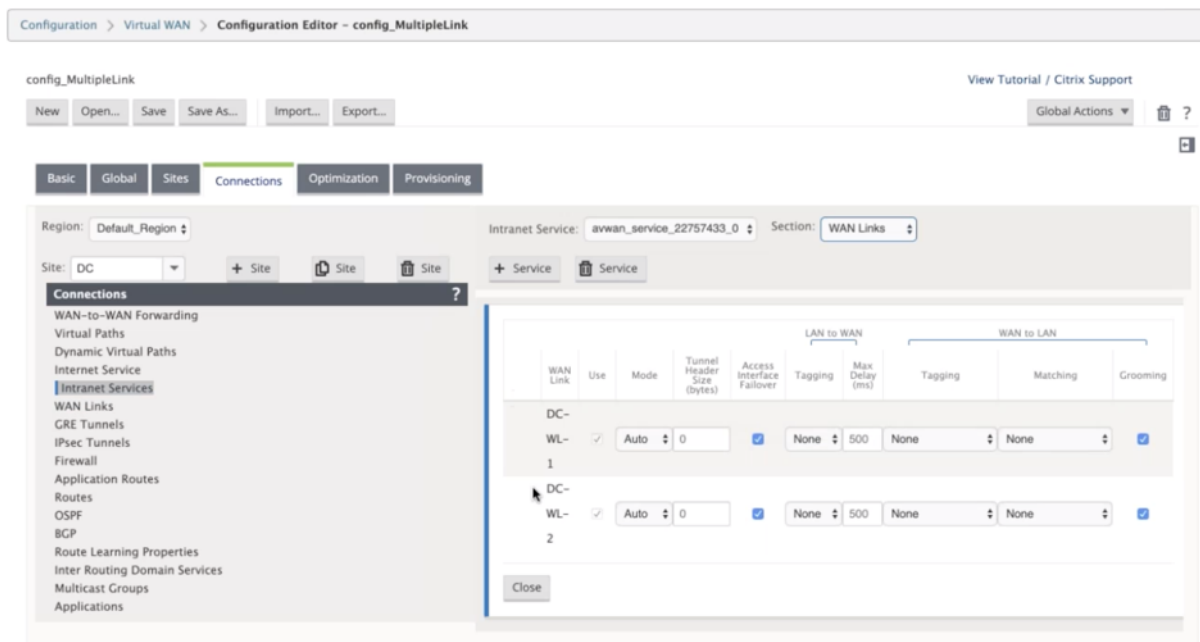 Configuration > Virtual WAN > Configuration Editor – config_MultipleLink
config_MultipleLink
View Tutorial / Citrix Support
New Open... Save Save As... Import... Export... Global Actions ?
Basic Global Sites Connections Optimization Provisioning
Region: Default_Region
Intranet Service: avwan_service_22757433_0 Section: WAN Links
Site: DC + Site Site Site
+ Service Service
Connections ?
WAN-to-WAN Forwarding
Virtual Paths
Dynamic Virtual Paths
Internet Service
Intranet Services
WAN Links
GRE Tunnels
IPsec Tunnels
Firewall
Application Routes
Routes
OSPF
BGP
Route Learning Properties
Inter Routing Domain Services
Multicast Groups
Applications
LAN to WAN WAN to LAN
WAN Link Use Mode Tunnel Header Size (bytes) Access Interface Failover Tagging Max Delay (ms) Tagging Matching Grooming
DC-WL-1 Auto 0 None 500 None None
DC-WL-2 Auto 0 None 500 None None
Close